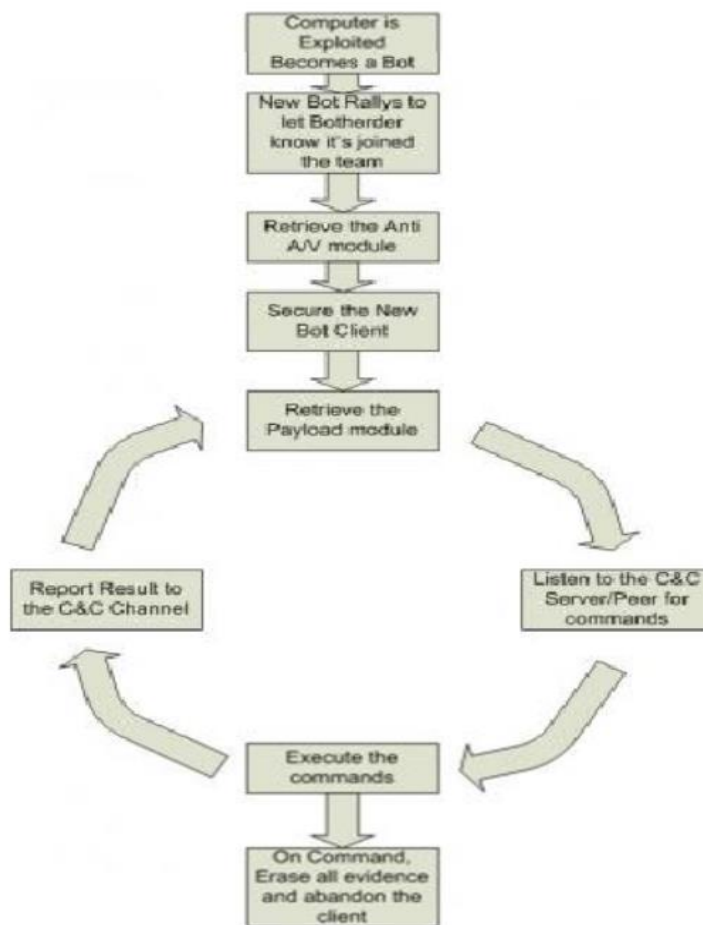 Computer is
Exploited
Becomes a Bot
New Bot Rallys to
let Botherder
know it's joined
the team
Retrieve the Anti
A/V module
Secure the New
Bot Client
Retrieve the
Payload module
Listen to the C&C
Server/Peer for
commands
Report Result to
the C&C Channel
Execute the
commands
On Command,
Erase all evidence
and abandon the
client